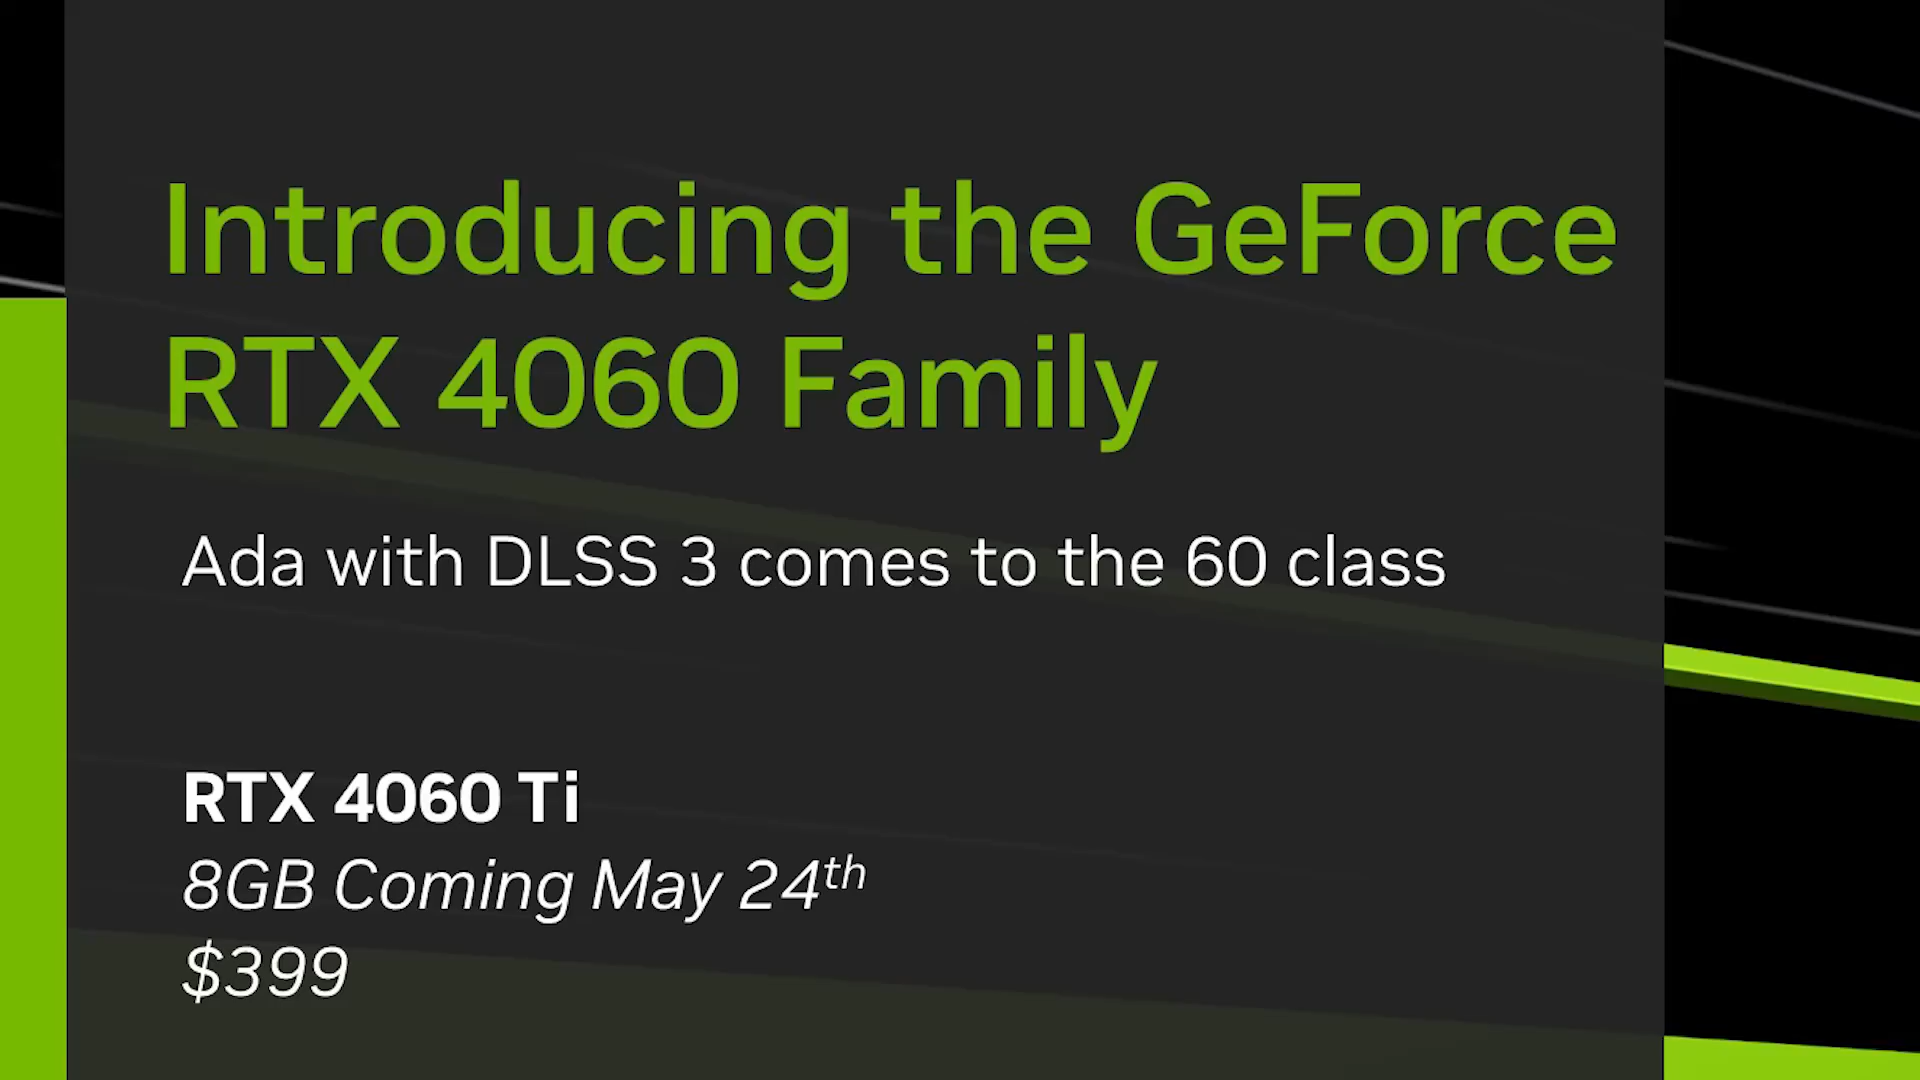 Introducing the GeForce
RTX 4060 Family
Ada with DLSS 3 comes to the 60 class
RTX 4060 Ti
8GB Coming May 24th
$399